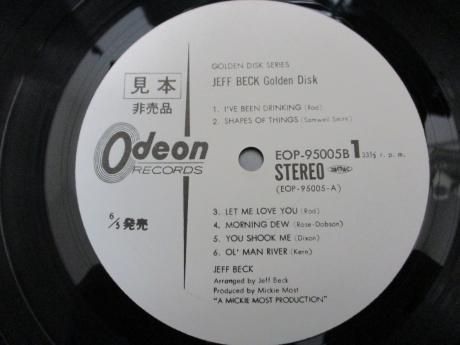 GOLDEN DISK SERIES
JEFF BECK Golden Disk
見本
非売品
1. I'VE BEEN DRINKING (Rod)
2. SHAPES OF THINGS (Samwell Smith)
Odeon
RECORDS
EOP-95005B 1 33⅓ r. p. m.
STEREO
(EOP-95005-A)
6/5 発売
3. LET ME LOVE YOU (Rod)
4. MORNING DEW (Rose-Dobson)
5. YOU SHOOK ME (Dixon)
6. OL' MAN RIVER (Kern)
JEFF BECK
Arranged by Jeff Beck
Produced by Mickie Most
"A MICKIE MOST PRODUCTION"